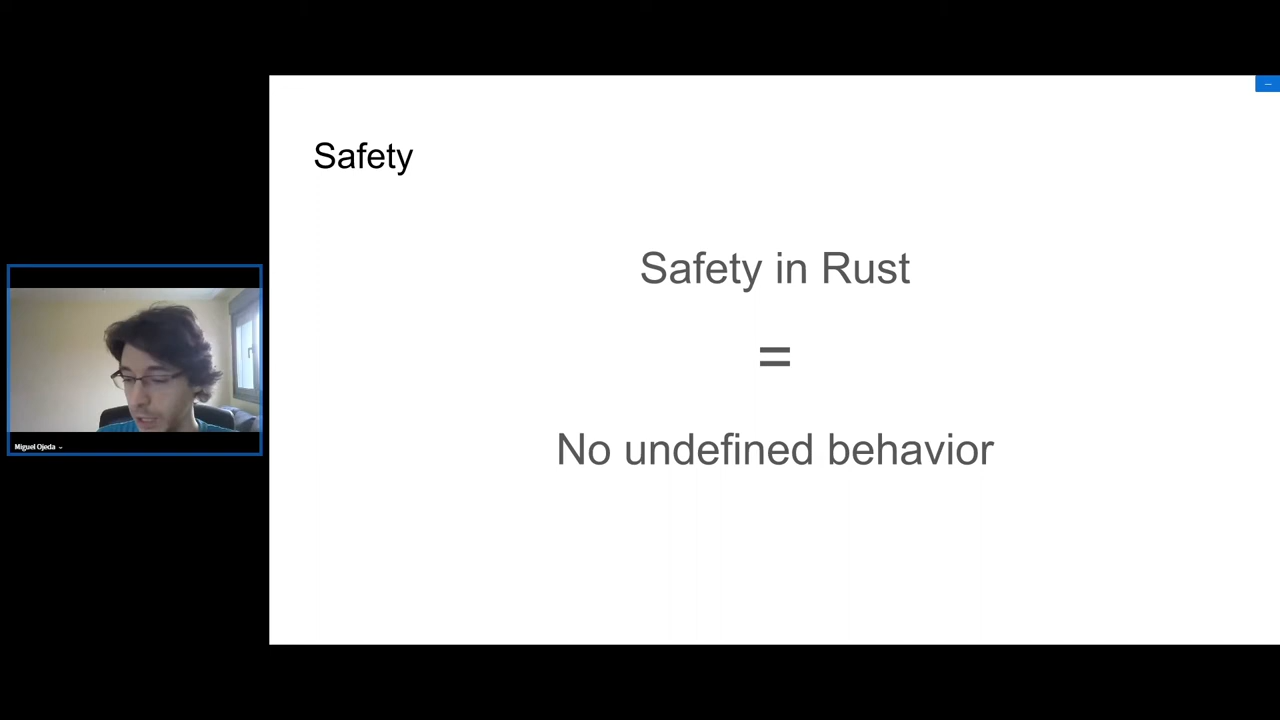 Safety
Safety in Rust
=
No undefined behavior
Miguel Ojeda